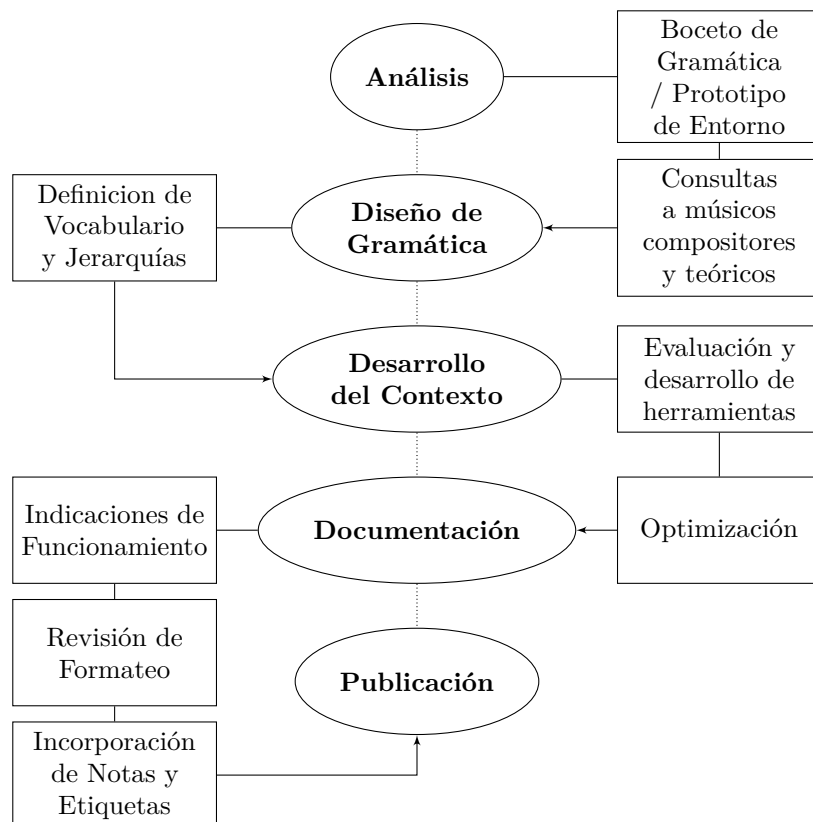 Análisis
Boceto de
Gramática
/ Prototipo
de Entorno
Definicion de
Vocabulario
y Jerarquías
Diseño de
Gramática
Consultas
a músicos
compositores
y teóricos
Desarrollo
del Contexto
Evaluación y
desarrollo de
herramientas
Indicaciones de
Funcionamiento
Documentación
Optimización
Revisión de
Formateo
Publicación
Incorporación
de Notas y
Etiquetas